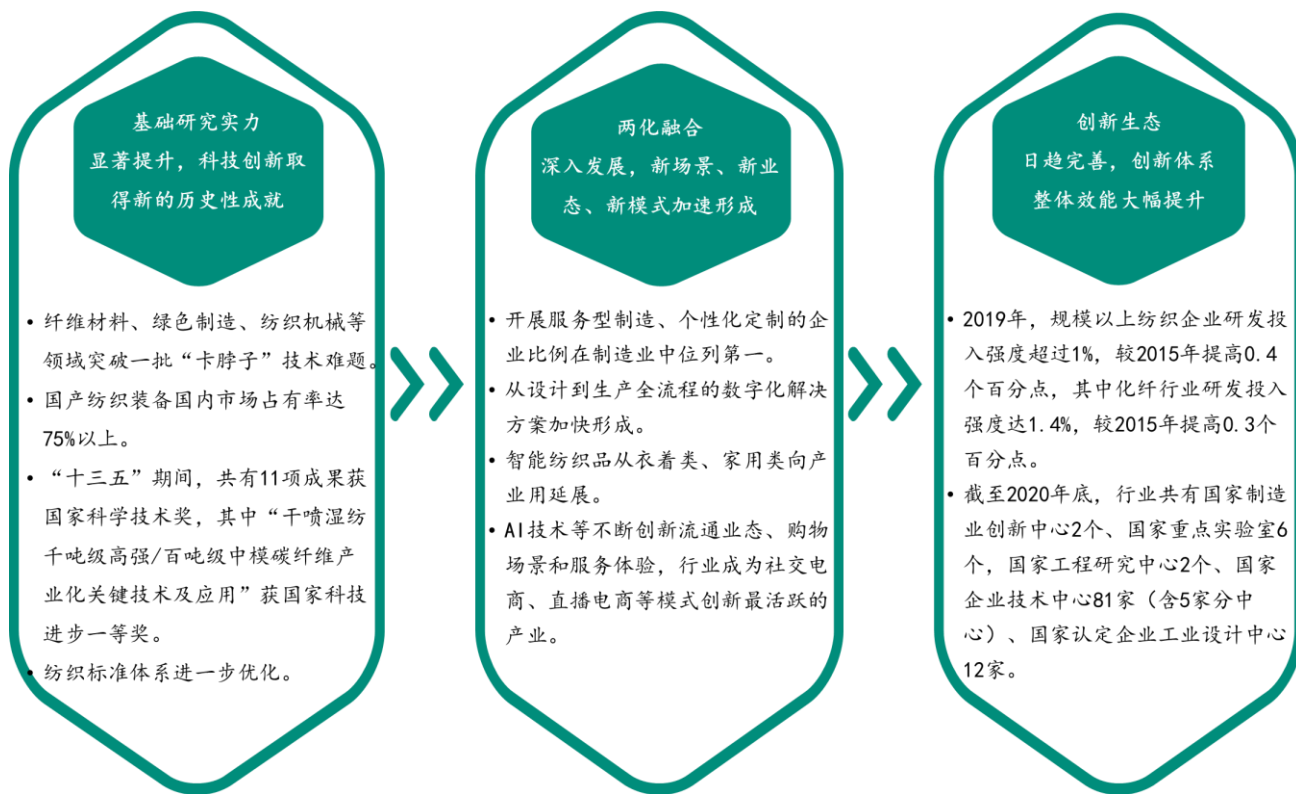 基础研究实力
显著提升，科技创新取
得新的历史性成就
• 纤维材料、绿色制造、纺织机械等
领域突破一批“卡脖子”技术难题。
• 国产纺织装备国内市场占有率达
75%以上。
• “十三五”期间，共有11项成果获
国家科学技术奖，其中“干喷湿纺
千吨级高强/百吨级中模碳纤维产
业化关键技术及应用”获国家科技
进步一等奖。
• 纺织标准体系进一步优化。
两化融合
深入发展，新场景、新业
态、新模式加速形成
• 开展服务型制造、个性化定制的企
业比例在制造业中位列第一。
• 从设计到生产全流程的数字化解决
方案加快形成。
• 智能纺织品从衣着类、家用类向产
业用延展。
• AI技术等不断创新流通业态、购物
场景和服务体验，行业成为社交电
商、直播电商等模式创新最活跃的
产业。
创新生态
日趋完善，创新体系
整体效能大幅提升
• 2019年，规模以上纺织企业研发投
入强度超过1%，较2015年提高0.4
个百分点，其中化纤行业研发投入
强度达1.4%，较2015年提高0.3个
百分点。
• 截至2020年底，行业共有国家制造
业创新中心2个、国家重点实验室6
个，国家工程研究中心2个、国家
企业技术中心81家（含5家分中
心）、国家认定企业工业设计中心
12家。